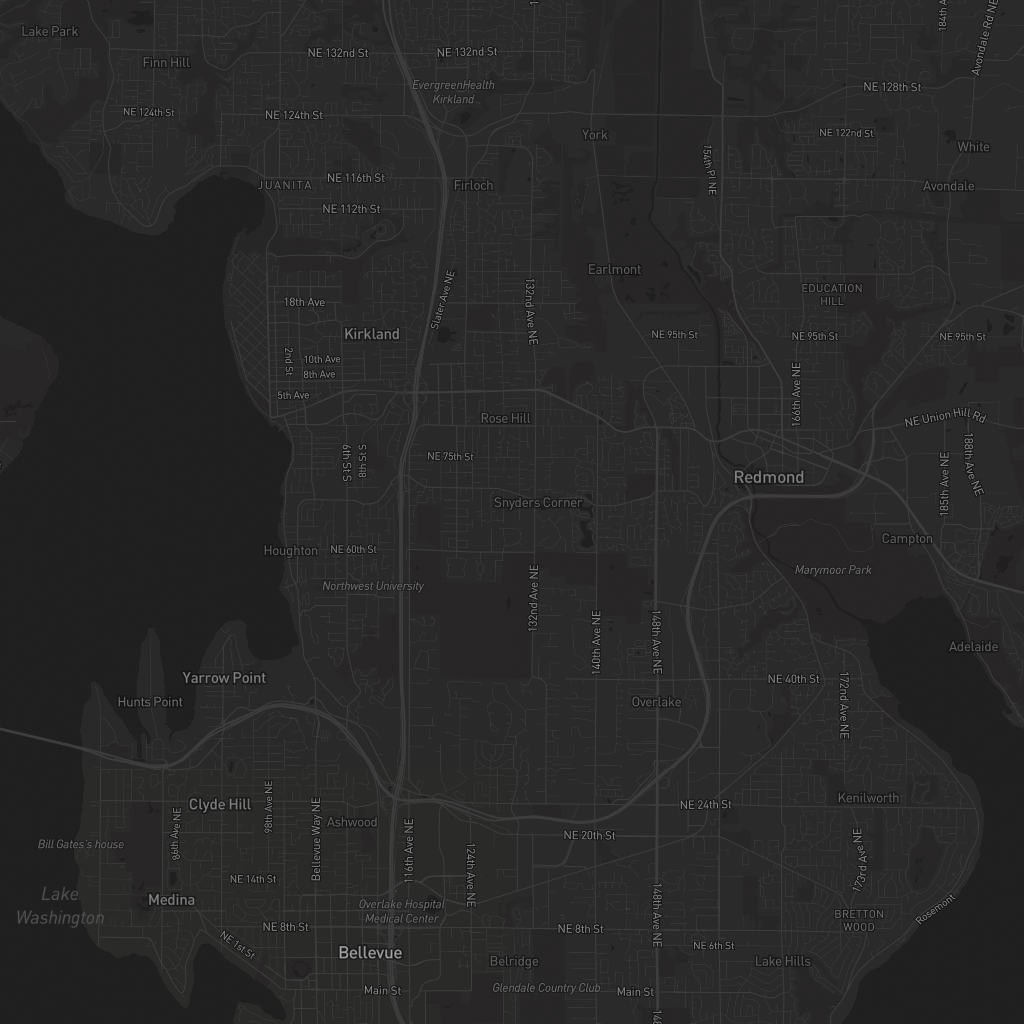 184th A
Avondale Rd NE
Lake Park
Finn Hill
NE 132nd St
NE 132nd St
EvergreenHealth
Kirkland
NE 128th St
NE 124th St
NE 124th St
York
NE 122nd St
White
154th Pl NE
JUANITA
NE 116th St
Firloch
Avondale
NE 112th St
Earlmont
EDUCATION
HILL
18th Ave
Slater Ave NE
132nd Ave NE
Kirkland
NE 95th St
NE 95th St
NE 95th St
2nd St
10th Ave
8th Ave
5th Ave
166th Ave NE
Rose Hill
NE Union Hill Rd
6th St S
8th St S
NE 75th St
185th Ave NE
188th Ave NE
Redmond
Snyders Corner
Campton
Houghton
NE 60th St
Northwest University
Marymoor Park
132nd Ave NE
140th Ave NE
148th Ave NE
Adelaide
Yarrow Point
NE 40th St
Hunts Point
Overlake
172nd Ave NE
Clyde Hill
98th Ave NE
NE 24th St
Kenilworth
86th Ave NE
Bellevue Way NE
Ashwood
116th Ave NE
NE 20th St
Bill Gates's house
124th Ave NE
173rd Ave NE
NE 14th St
Lake
Washington
Medina
Overlake Hospital
Medical Center
148th Ave NE
BRETTON
WOOD
Rosemont
NE 8th St
NE 8th St
NE 1st St
NE 6th St
Bellevue
Belridge
Lake Hills
Main St
Glendale Country Club
Main St
148